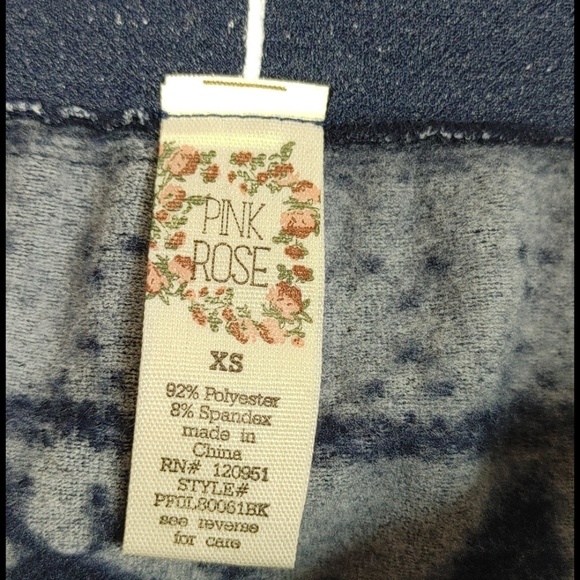 PINK
ROSE
XS
92% Polyester
8% Spandex
made in
China
RN# 120951
STYLE#
PFUL80061BK
see reverse
for care